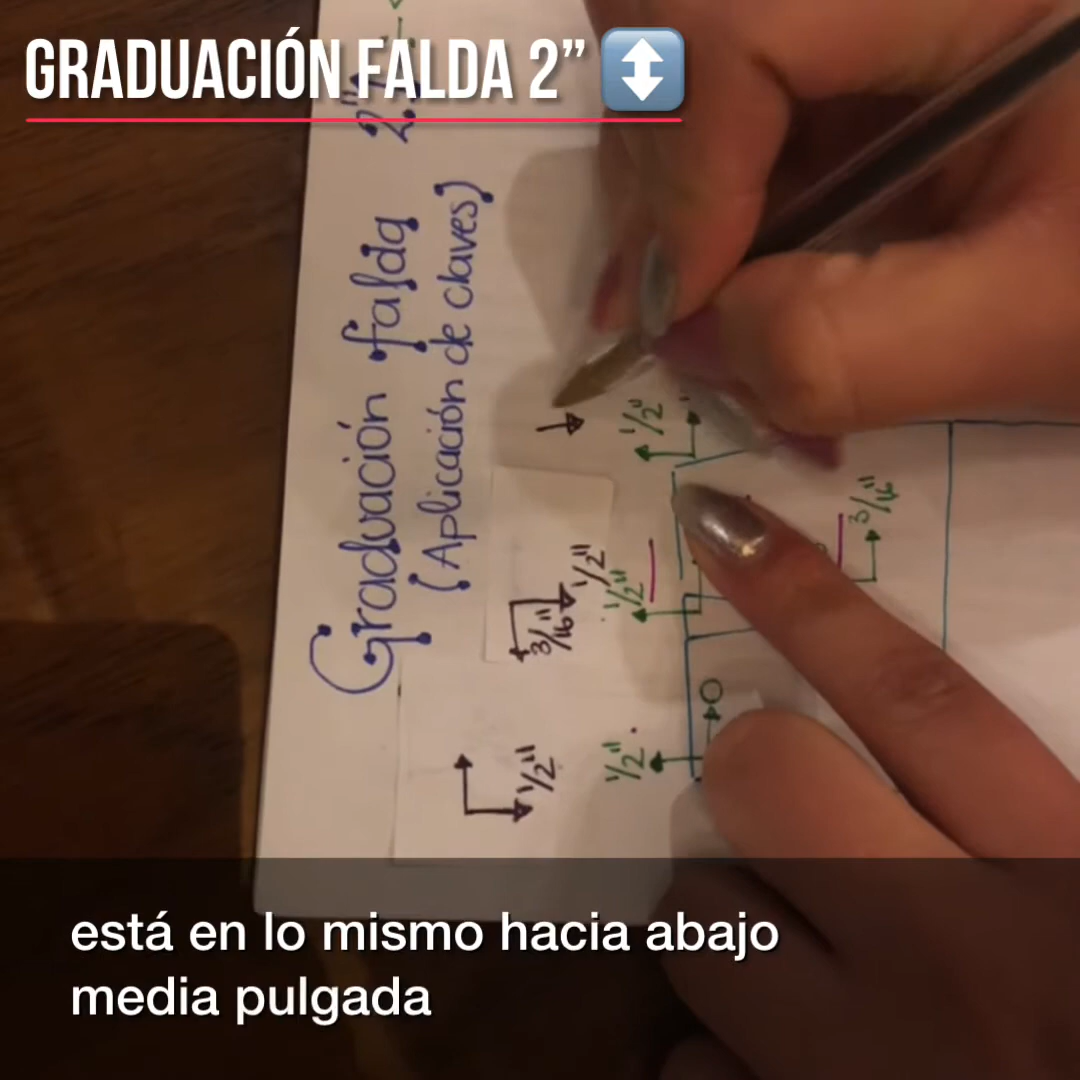 GRADUACIÓN FALDA 2” ↕
Graduación falda 2"
(Aplicación de claves)
1/2"
3/16"
1/2"
1/2"
1/2"
1/2"
3/16"
0
está en lo mismo hacia abajo
media pulgada